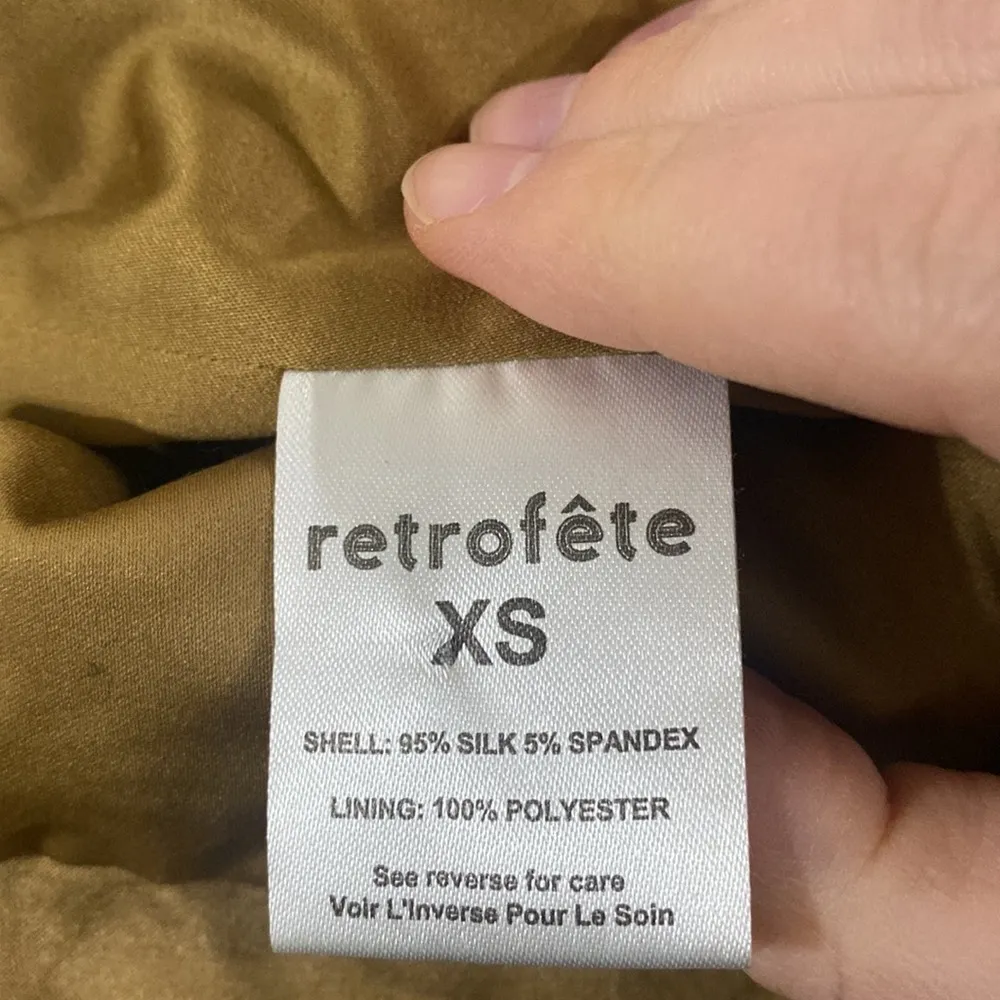 retrofête
XS
SHELL: 95% SILK 5% SPANDEX
LINING: 100% POLYESTER
See reverse for care
Voir L'Inverse Pour Le Soin